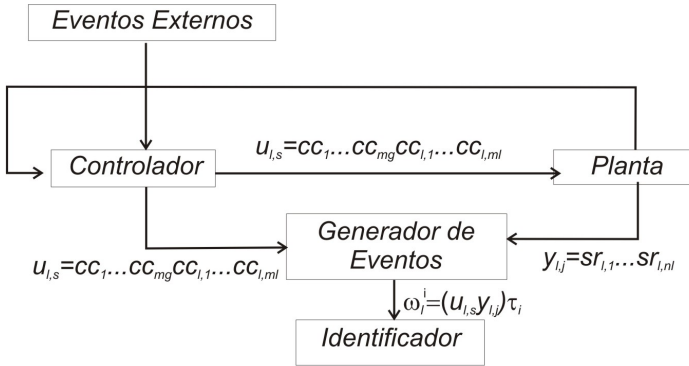 Eventos Externos
u_{l,s}=cc_1...cc_{mg}cc_{l,1}...cc_{l,ml}
Controlador
Planta
Generador de
Eventos
u_{l,s}=cc_1...cc_{mg}cc_{l,1}...cc_{l,ml}
y_{l,j}=sr_{l,1}...sr_{l,nl}
ω_l^i=(u_{l,s}y_{l,j})τ_i
Identificador